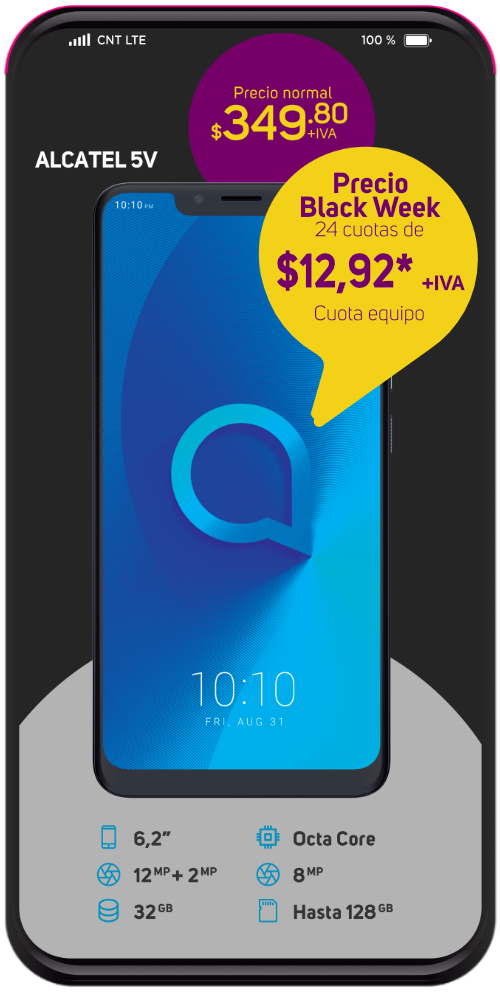 CNT LTE
100 %
Precio normal
$349.80
+IVA
ALCATEL 5V
Precio
Black Week
24 cuotas de
$12,92* +IVA
Cuota equipo
10:10 PM
10:10
FRI, AUG 31
6,2”
Octa Core
12MP + 2MP
8MP
32GB
Hasta 128GB